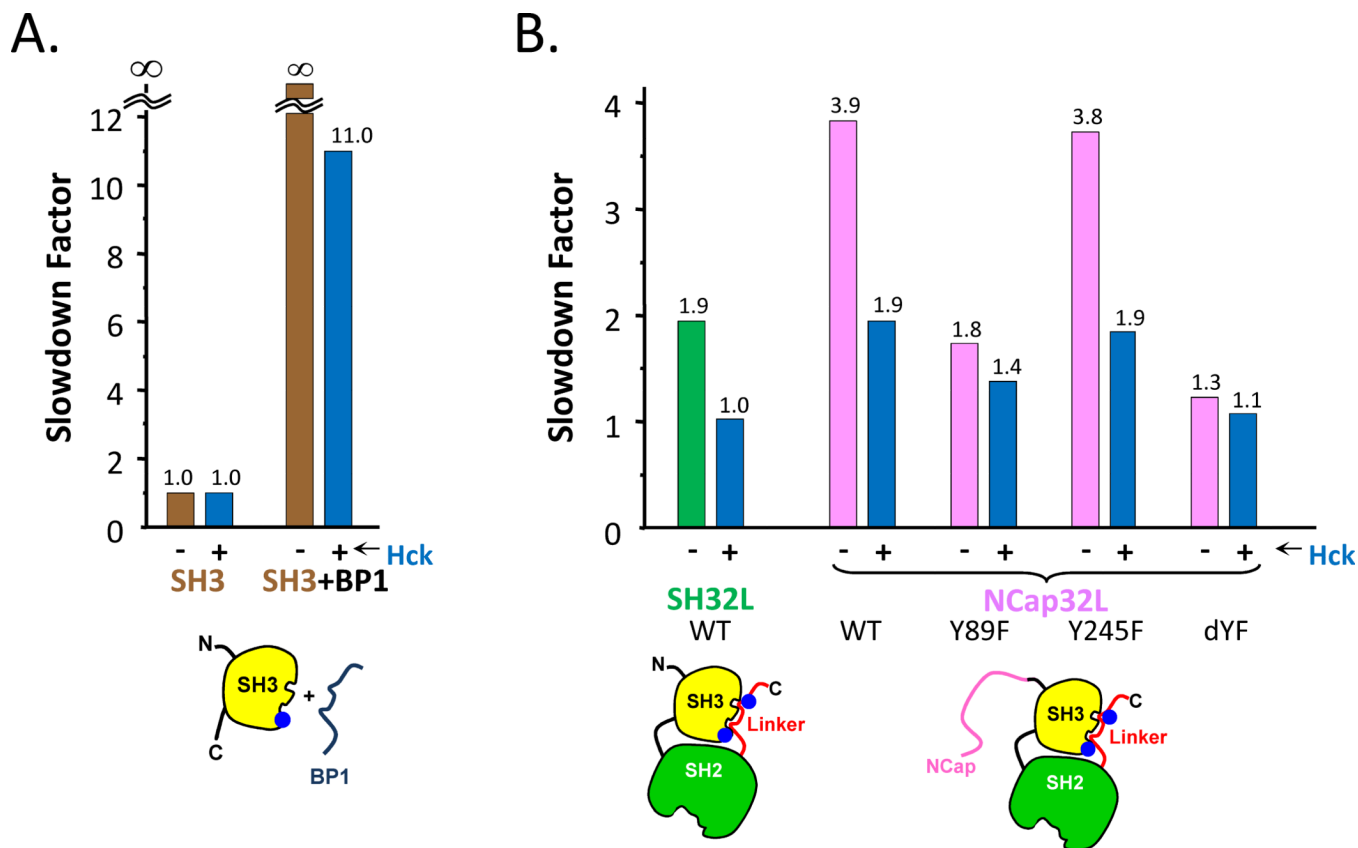 A.
∞
∞
12
10
8
6
4
2
0
Slowdown Factor
1.0 1.0
11.0
- + - + ← Hck
SH3 SH3+BP1
N
SH3
+
C
BP1
B.
4
3
2
1
0
Slowdown Factor
1.9 1.0 3.9 1.9 1.8 1.4 3.8 1.9 1.3 1.1
- + - + - + - + - + ← Hck
SH32L NCap32L
WT WT Y89F Y245F dYF
N
SH3
C
Linker
SH2
NCap
SH3
C
Linker
SH2